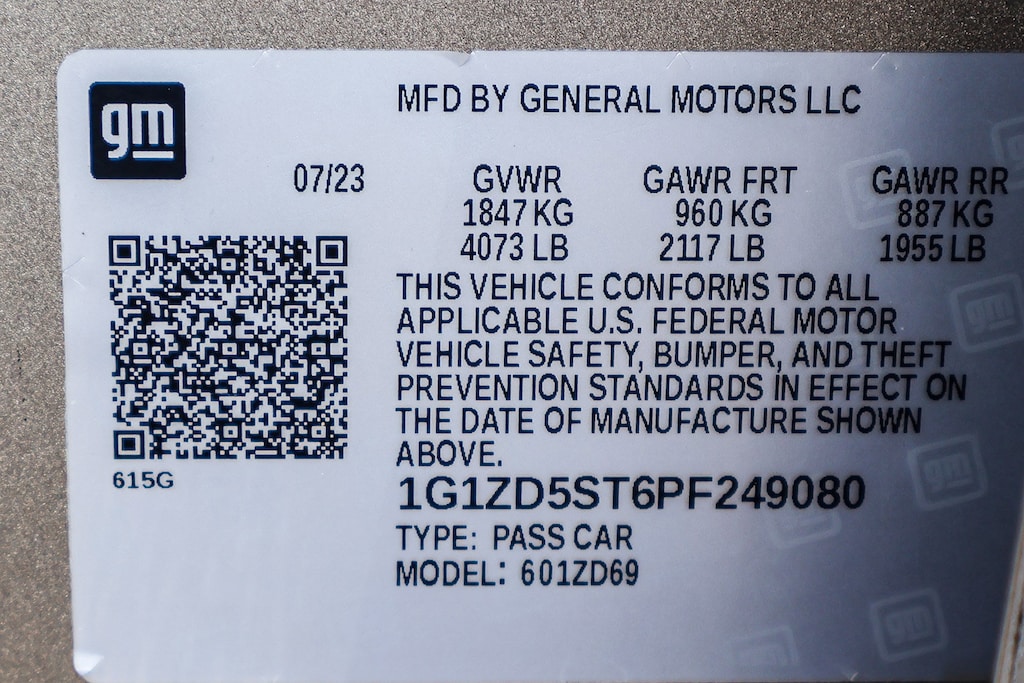 gm
MFD BY GENERAL MOTORS LLC
07/23 GVWR GAWR FRT GAWR RR
1847 KG 960 KG 887 KG
4073 LB 2117 LB 1955 LB
THIS VEHICLE CONFORMS TO ALL
APPLICABLE U.S. FEDERAL MOTOR
VEHICLE SAFETY, BUMPER, AND THEFT
PREVENTION STANDARDS IN EFFECT ON
THE DATE OF MANUFACTURE SHOWN
ABOVE.
615G
1G1ZD5ST6PF249080
TYPE: PASS CAR
MODEL: 601ZD69